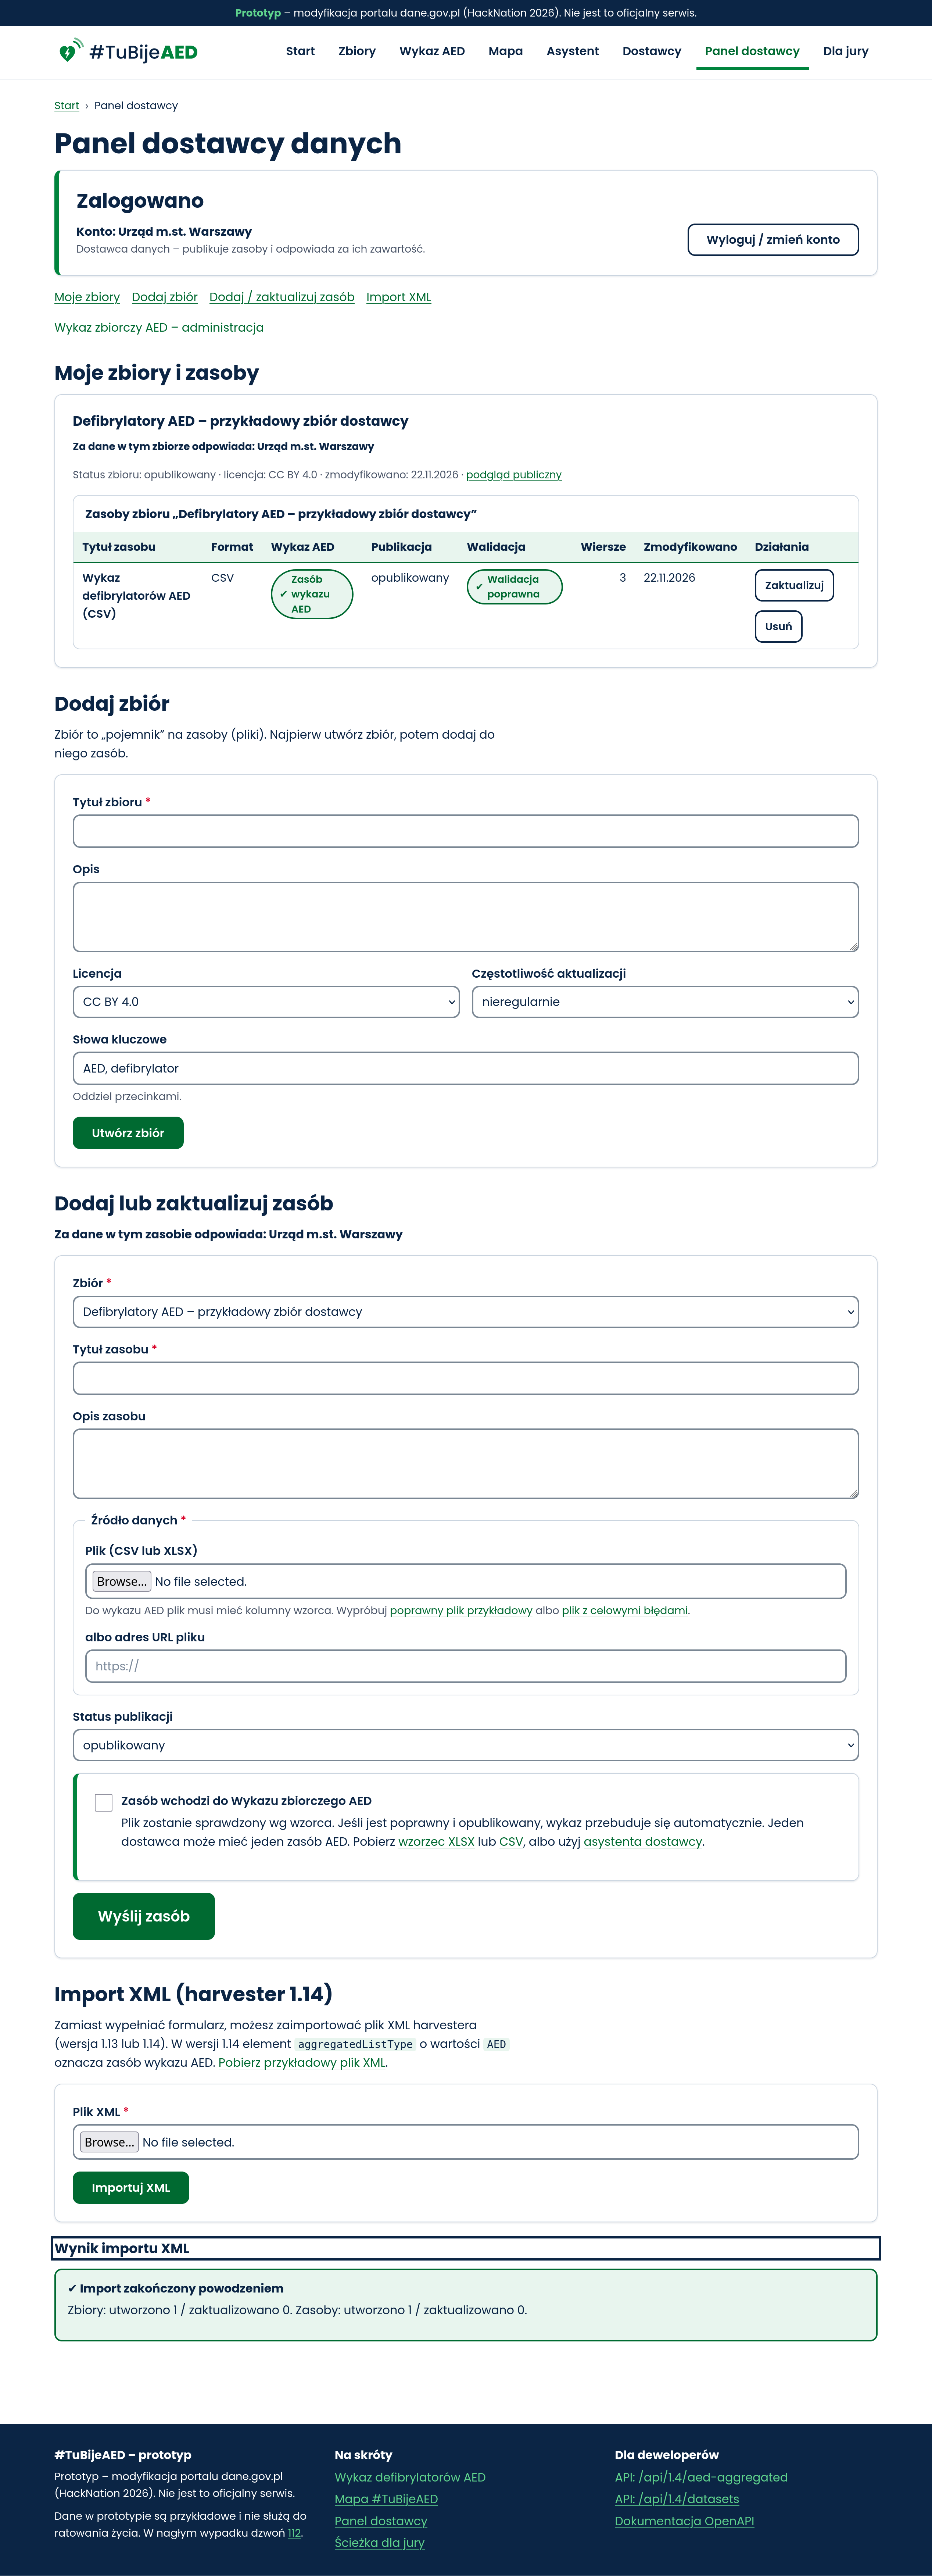 Prototyp – modyfikacja portalu dane.gov.pl (HackNation 2026). Nie jest to oficjalny serwis.
#TuBijeAED
Start Zbiory Wykaz AED Mapa Asystent Dostawcy Panel dostawcy Dla jury
Start › Panel dostawcy
Panel dostawcy danych
Zalogowano
Konto: Urząd m.st. Warszawy
Dostawca danych – publikuje zasoby i odpowiada za ich zawartość.
Wyloguj / zmień konto
Moje zbiory Dodaj zbiór Dodaj / zaktualizuj zasób Import XML
Wykaz zbiorczy AED – administracja
Moje zbiory i zasoby
Defibrylatory AED – przykładowy zbiór dostawcy
Za dane w tym zbiorze odpowiada: Urząd m.st. Warszawy
Status zbioru: opublikowany · licencja: CC BY 4.0 · zmodyfikowano: 22.11.2026 · podgląd publiczny
Zasoby zbioru „Defibrylatory AED – przykładowy zbiór dostawcy”
Tytuł zasobu Format Wykaz AED Publikacja Walidacja Wiersze Zmodyfikowano Działania
Wykaz
defibrylatorów AED
(CSV)
CSV
✔ Zasób
wykazu
AED
opublikowany
✔ Walidacja
poprawna
3
22.11.2026
Zaktualizuj
Usuń
Dodaj zbiór
Zbiór to „pojemnik” na zasoby (pliki). Najpierw utwórz zbiór, potem dodaj do
niego zasób.
Tytuł zbioru *
Opis
Licencja
CC BY 4.0
Częstotliwość aktualizacji
nieregularnie
Słowa kluczowe
AED, defibrylator
Oddziel przecinkami.
Utwórz zbiór
Dodaj lub zaktualizuj zasób
Za dane w tym zasobie odpowiada: Urząd m.st. Warszawy
Zbiór *
Defibrylatory AED – przykładowy zbiór dostawcy
Tytuł zasobu *
Opis zasobu
Źródło danych *
Plik (CSV lub XLSX)
Browse... No file selected.
Do wykazu AED plik musi mieć kolumny wzorca. Wypróbuj poprawny plik przykładowy albo plik z celowymi błędami.
albo adres URL pliku
https://
Status publikacji
opublikowany
Zasób wchodzi do Wykazu zbiorczego AED
Plik zostanie sprawdzony wg wzorca. Jeśli jest poprawny i opublikowany, wykaz przebuduje się automatycznie. Jeden
dostawca może mieć jeden zasób AED. Pobierz wzorzec XLSX lub CSV, albo użyj asystenta dostawcy.
Wyślij zasób
Import XML (harvester 1.14)
Zamiast wypełniać formularz, możesz zaimportować plik XML harvestera
(wersja 1.13 lub 1.14). W wersji 1.14 element aggregatedListType o wartości AED
oznacza zasób wykazu AED. Pobierz przykładowy plik XML.
Plik XML *
Browse... No file selected.
Importuj XML
Wynik importu XML
✔ Import zakończony powodzeniem
Zbiory: utworzono 1 / zaktualizowano 0. Zasoby: utworzono 1 / zaktualizowano 0.
#TuBijeAED – prototyp
Prototyp – modyfikacja portalu dane.gov.pl
(HackNation 2026). Nie jest to oficjalny serwis.
Dane w prototypie są przykładowe i nie służą do
ratowania życia. W nagłym wypadku dzwoń 112.
Na skróty
Wykaz defibrylatorów AED
Mapa #TuBijeAED
Panel dostawcy
Ścieżka dla jury
Dla deweloperów
API: /api/1.4/aed-aggregated
API: /api/1.4/datasets
Dokumentacja OpenAPI